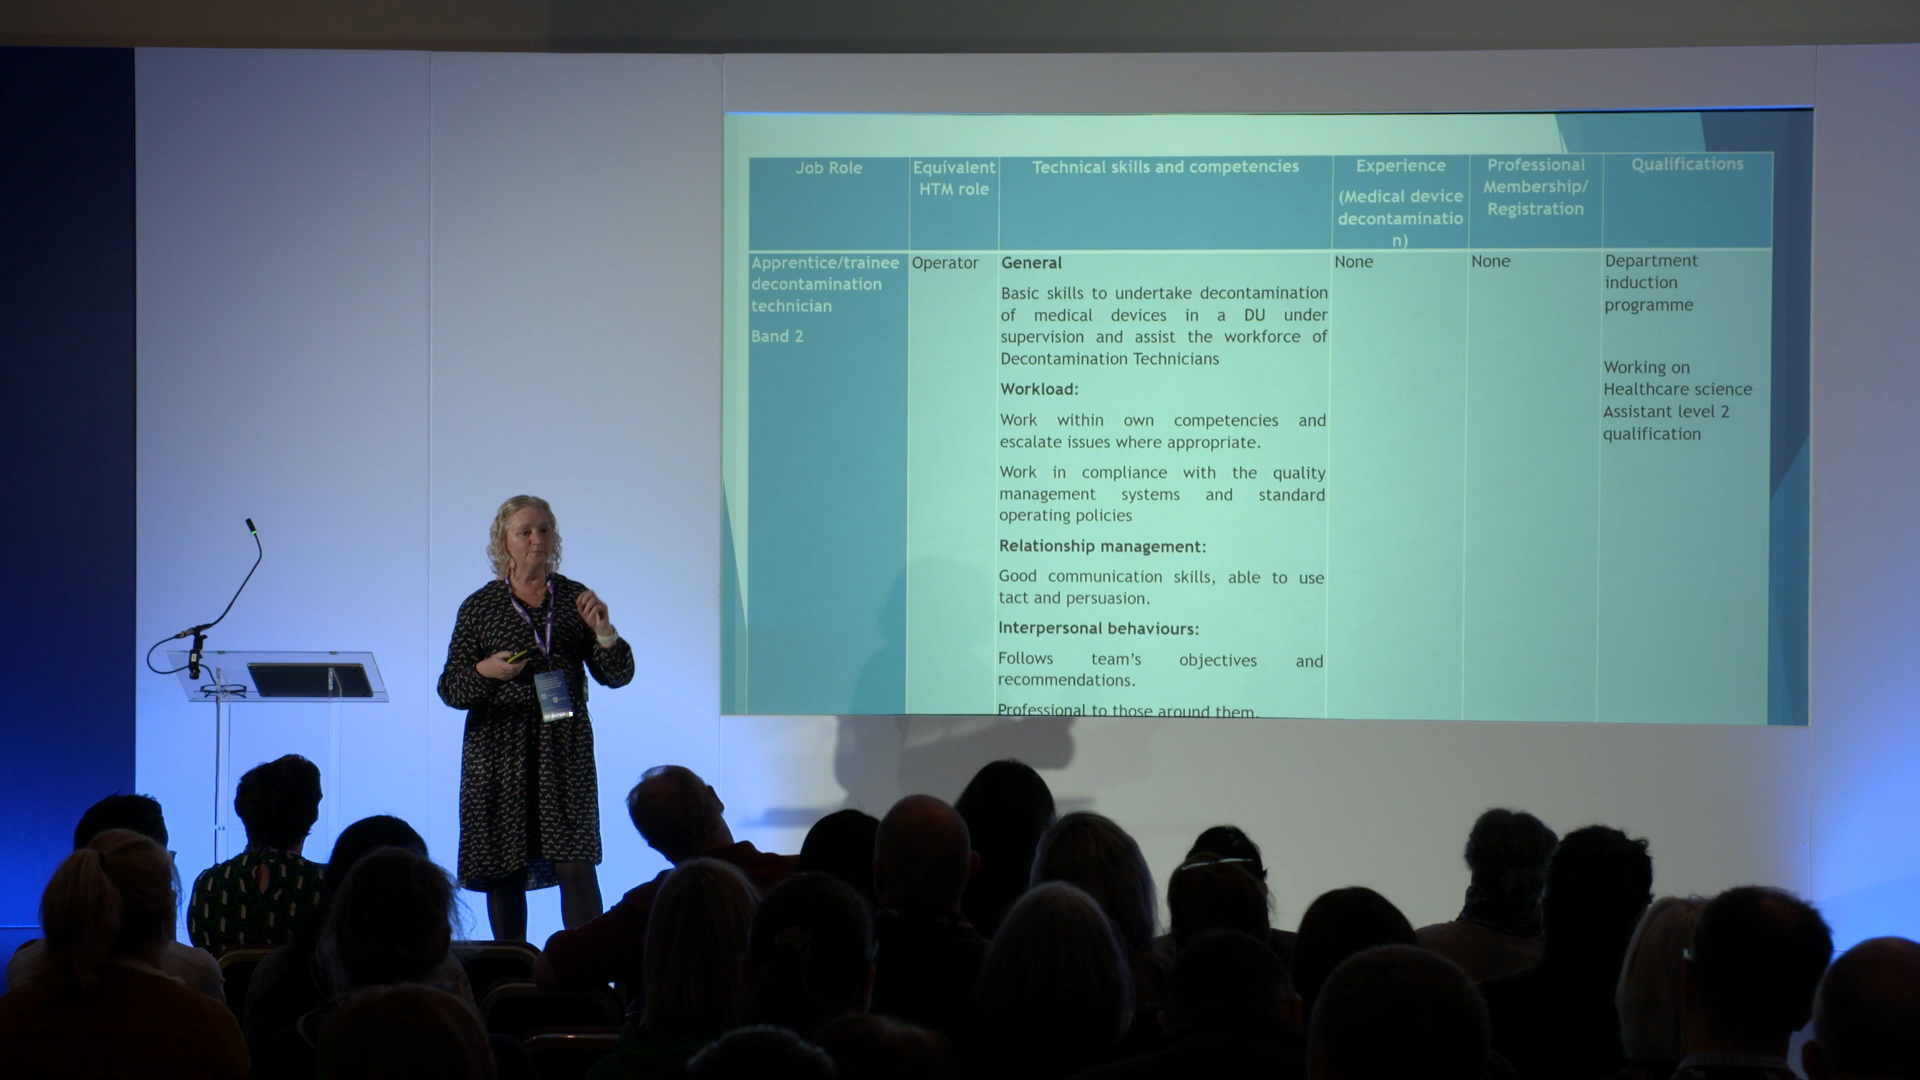 Job Role
Equivalent
HTM role
Technical skills and competencies
Experience
(Medical device
decontaminatio
n)
Professional
Membership/
Registration
Qualifications
Apprentice/trainee
decontamination
technician
Band 2
Operator
General
Basic skills to undertake decontamination
of medical devices in a DU under
supervision and assist the workforce of
Decontamination Technicians
Workload:
Work within own competencies and
escalate issues where appropriate.
Work in compliance with the quality
management systems and standard
operating policies
Relationship management:
Good communication skills, able to use
tact and persuasion.
Interpersonal behaviours:
Follows team's objectives and
recommendations.
Professional to those around them.
None
None
Department
induction
programme
Working on
Healthcare science
Assistant level 2
qualification